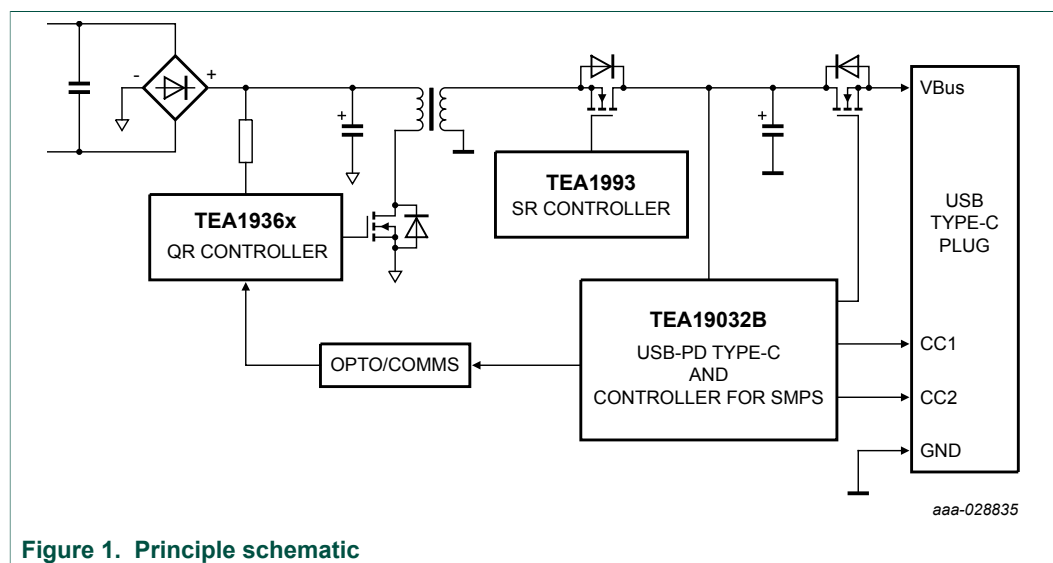 -
+
+
+
VBus
TEA1993
SR CONTROLLER
TEA1936x
QR CONTROLLER
USB
TYPE-C
PLUG
TEA19032B
USB-PD TYPE-C
AND
CONTROLLER FOR SMPS
OPTO/COMMS
CC1
CC2
GND
aaa-028835
Figure 1. Principle schematic